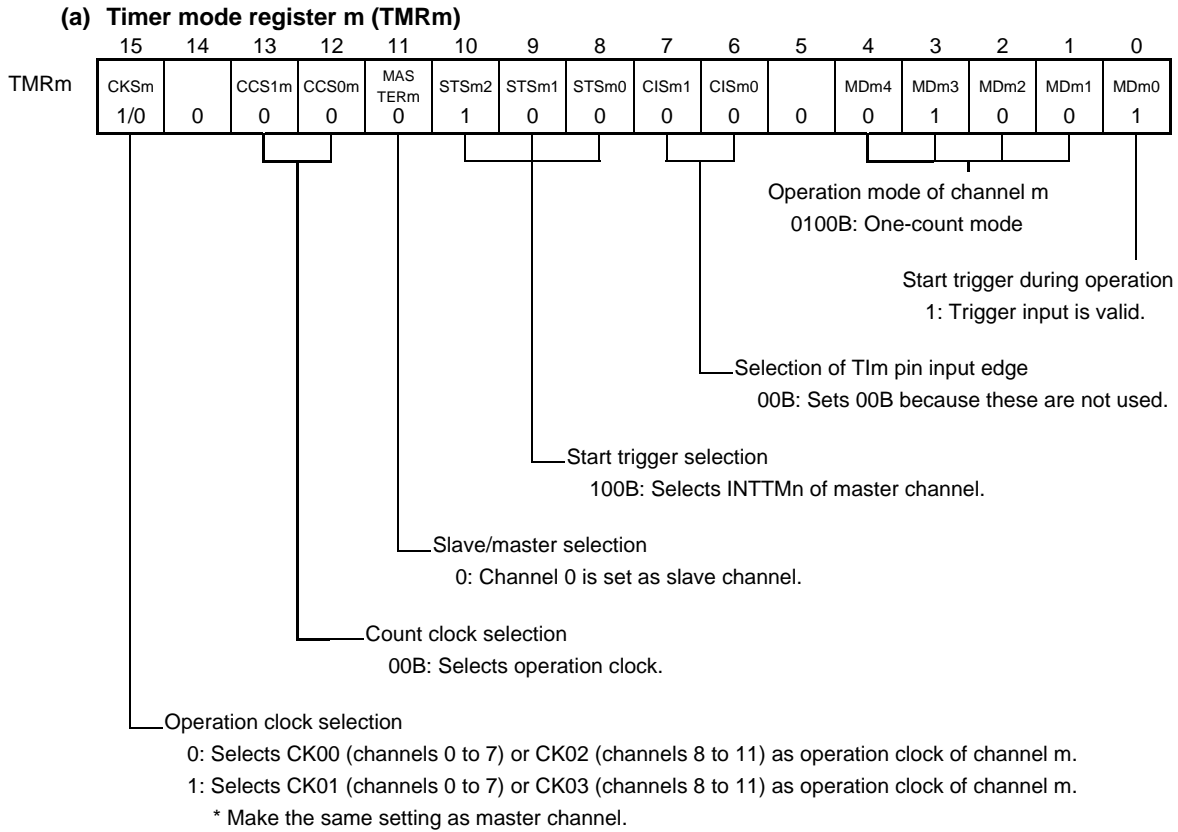 (a) Timer mode register m (TMRm)
15 14 13 12 11 10 9 8 7 6 5 4 3 2 1 0
TMRm
CKSm CCS1m CCS0m MAS TERm STSm2 STSm1 STSm0 CISm1 CISm0 MDm4 MDm3 MDm2 MDm1 MDm0
1/0 0 0 0 0 1 0 0 0 0 0 0 1 0 0 1
Operation mode of channel m
0100B: One-count mode
Start trigger during operation
1: Trigger input is valid.
Selection of TIm pin input edge
00B: Sets 00B because these are not used.
Start trigger selection
100B: Selects INTTMn of master channel.
Slave/master selection
0: Channel 0 is set as slave channel.
Count clock selection
00B: Selects operation clock.
Operation clock selection
0: Selects CK00 (channels 0 to 7) or CK02 (channels 8 to 11) as operation clock of channel m.
1: Selects CK01 (channels 0 to 7) or CK03 (channels 8 to 11) as operation clock of channel m.
* Make the same setting as master channel.